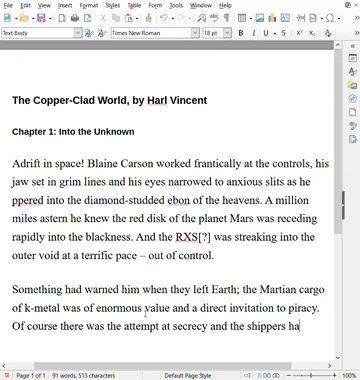 File Edit View Insert Format Styles Table Form Tools Window Help
Text Body Times New Roman 18 pt
The Copper-Clad World, by Harl Vincent
Chapter 1: Into the Unknown
Adrift in space! Blaine Carson worked frantically at the controls, his
jaw set in grim lines and his eyes narrowed to anxious slits as he
ppered into the diamond-studded ebon of the heavens. A million
miles astern he knew the red disk of the planet Mars was receding
rapidly into the blackness. And the RXS[?] was streaking into the
outer void at a terrific pace – out of control.
Something had warned him when they left Earth; the Martian cargo
of k-metal was of enormous value and a direct invitation to piracy.
Of course there was the attempt at secrecy and the shippers ha
Page 1 of 1 91 words, 513 characters Default Page Style 100%